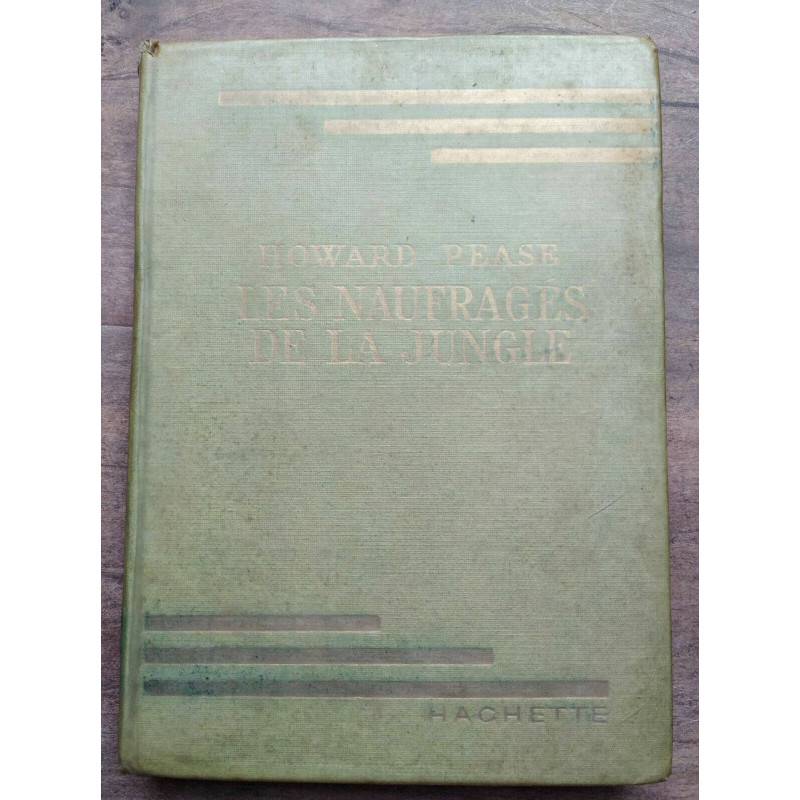 HOWARD PEASE
LES NAUFRAGÉS
DE LA JUNGLE
HACHETTE